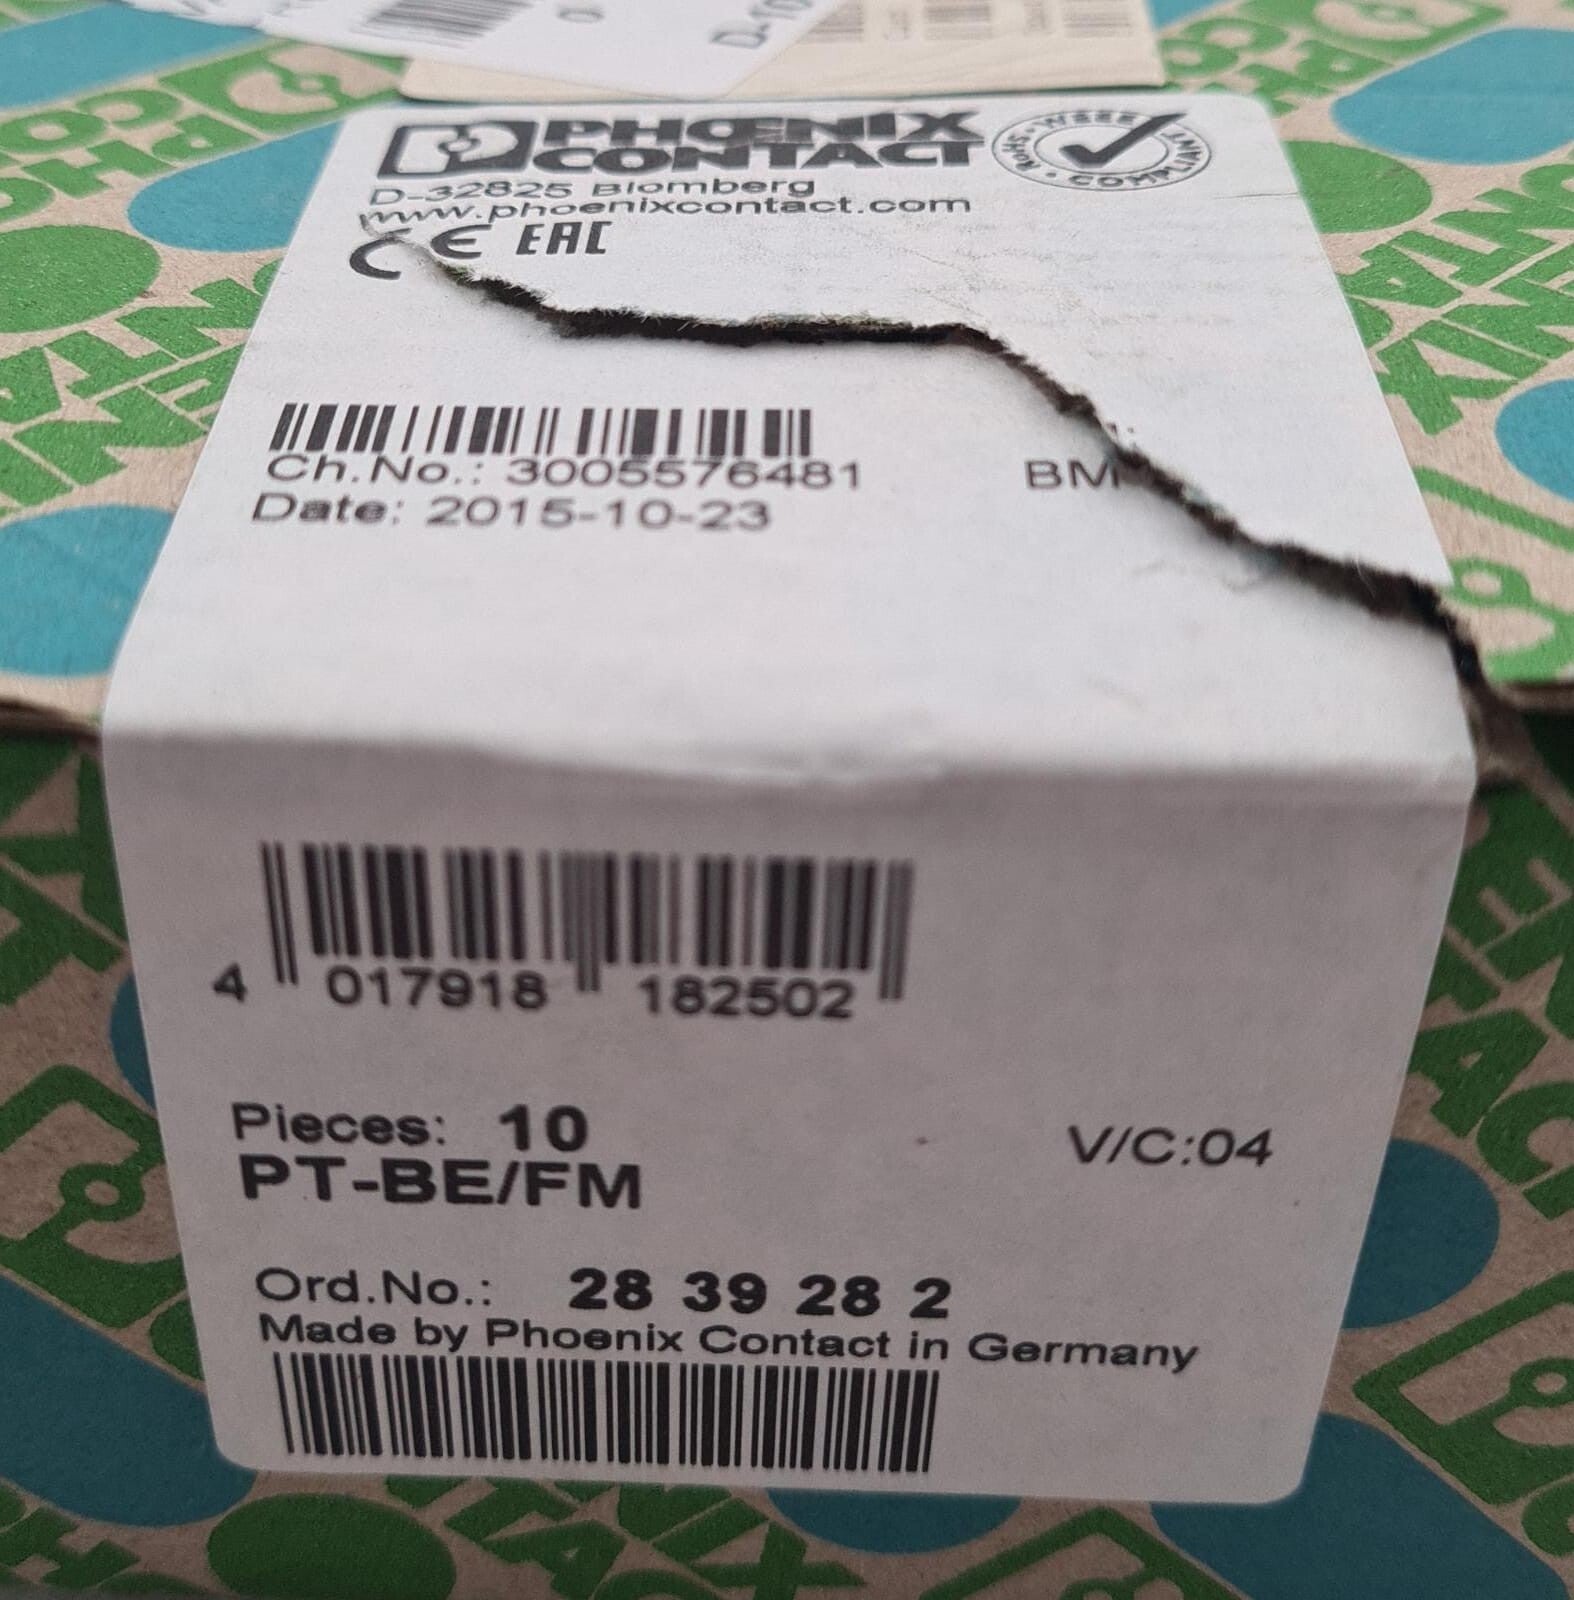 PHOENIX
CONTACT
RoHS · WEEE
· COMPLIANT
D-32825 Blomberg
www.phoenixcontact.com
CE EAC
Ch.No.: 3005576481
BM
Date: 2015-10-23
4 017918 182502
Pieces: 10
V/C:04
PT-BE/FM
Ord.No.: 28 39 28 2
Made by Phoenix Contact in Germany